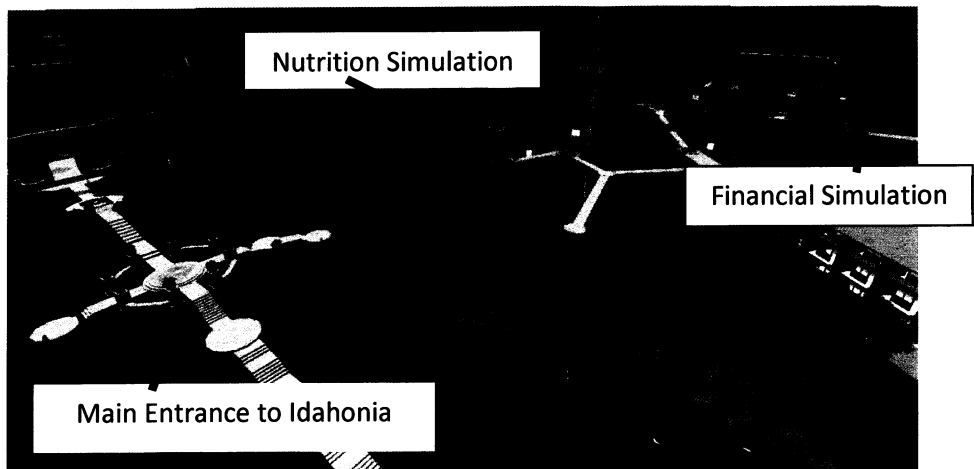 Nutrition Simulation
Financial Simulation
Main Entrance to Idahonia